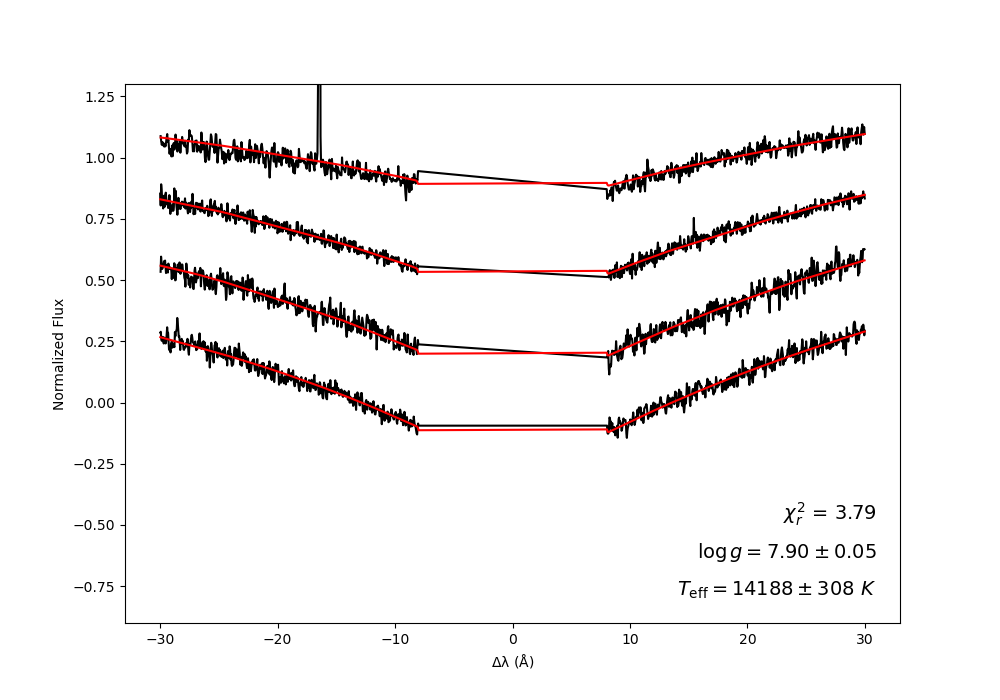 1.25
1.00
0.75
0.50
0.25
0.00
−0.25
−0.50
−0.75
Normalized Flux
χ²ᵣ = 3.79
log g = 7.90 ± 0.05
T_eff = 14188 ± 308 K
−30 −20 −10 0 10 20 30
Δλ (Å)